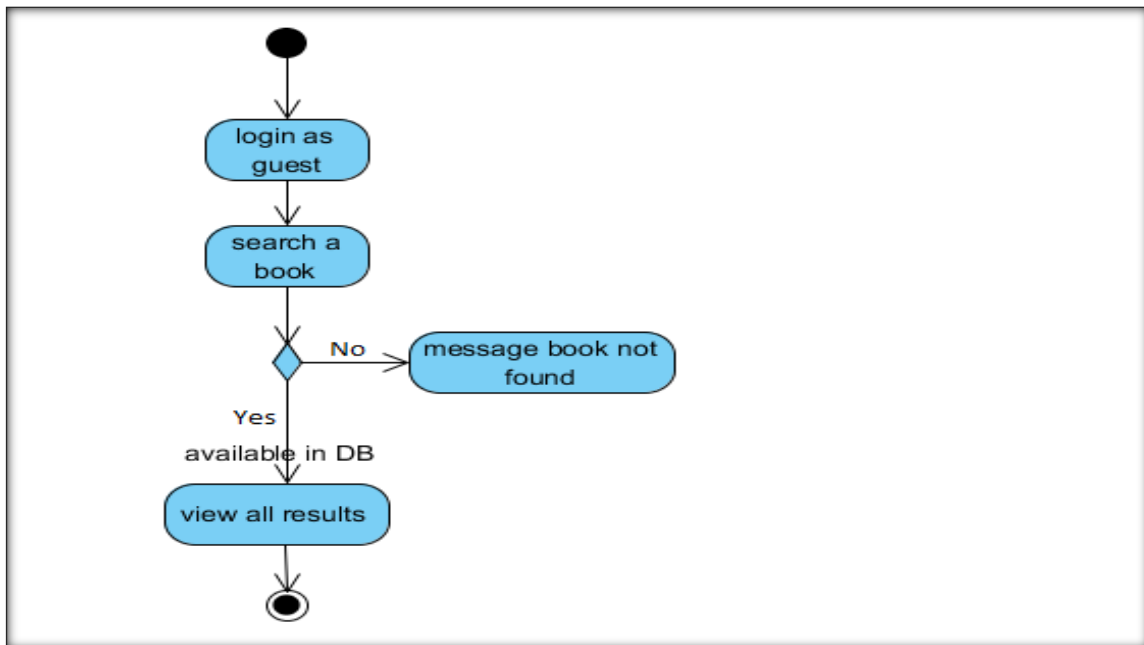 login as
guest
search a
book
No
message book not
found
Yes
available in DB
view all results